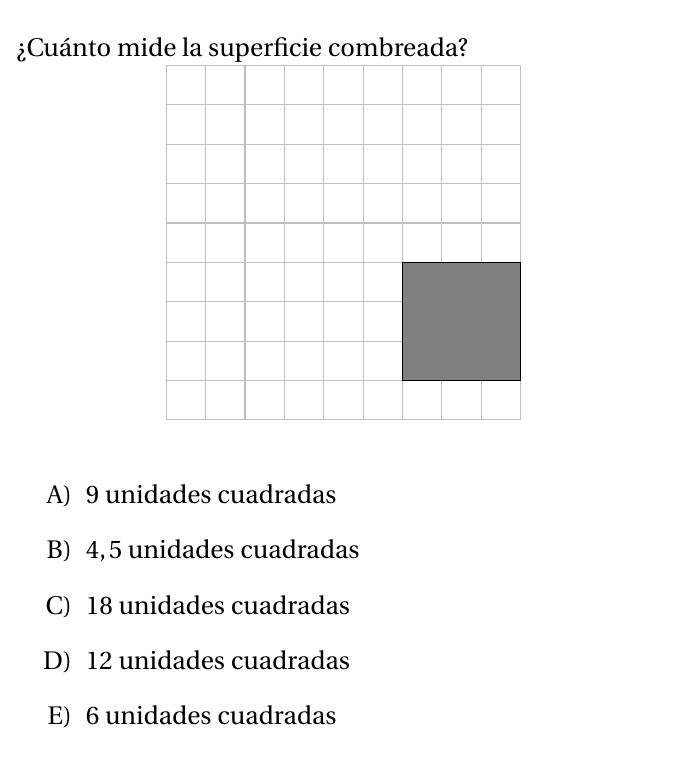 ¿Cuánto mide la superficie combreada?
A) 9 unidades cuadradas
B) 4,5 unidades cuadradas
C) 18 unidades cuadradas
D) 12 unidades cuadradas
E) 6 unidades cuadradas